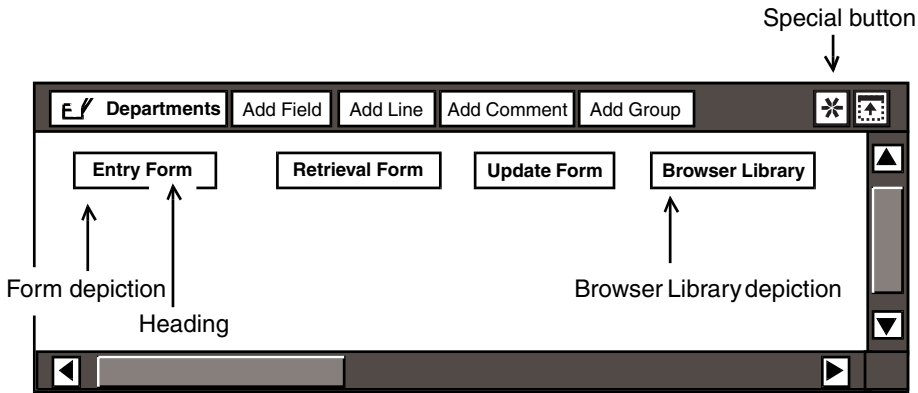 Special button
Departments Add Field Add Line Add Comment Add Group
Entry Form Retrieval Form Update Form Browser Library
Form depiction
Browser Library depiction
Heading